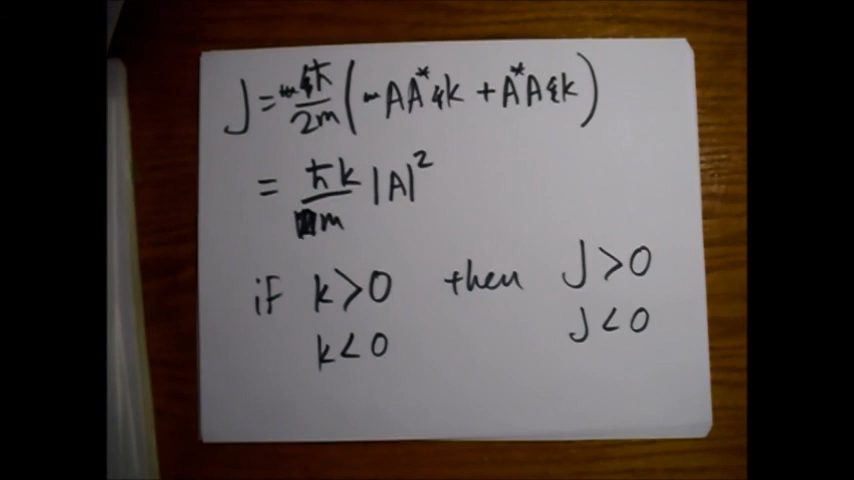 J = -iħ/2m (-AA*ik + A*Aik)
= ħk/m |A|²
if k>0 then J>0
k<0 J<0